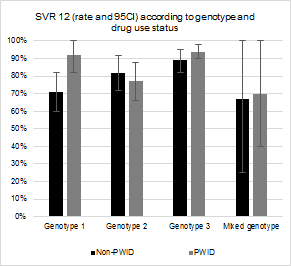 SVR 12 (rate and 95CI) according to genotype and
drug use status
100%
90%
80%
70%
60%
50%
40%
30%
20%
10%
0%
Genotype 1 Genotype 2 Genotype 3 Mixed genotype
Non-PWID PWID